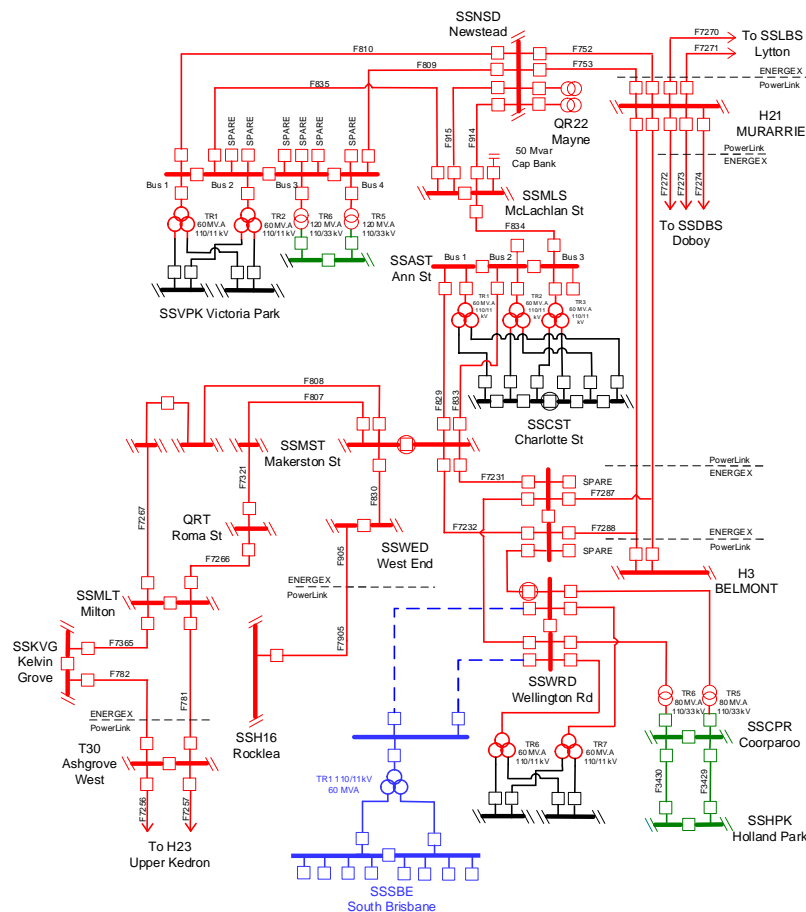 SSNSD
Newstead
F810
F809
F835
F752
F753
F7270
F7271
To SSLBS
Lytton
ENERGEX
PowerLink
H21
MURARRIE
PowerLink
ENERGEX
F7272
F7273
F7274
To SSDBS
Doboy
QR22
Mayne
F915
F914
50 Mvar
Cap Bank
SSMLS
McLachlan St
F834
SPARE
SPARE
SPARE
SPARE
SPARE
SPARE
Bus 1
Bus 2
Bus 3
Bus 4
TR1
60 MV.A
110/11 kV
TR2
60 MV.A
110/11 kV
TR6
120 MV.A
110/33 kV
TR5
120 MV.A
110/33kV
SSVPK Victoria Park
SSAST
Ann St
Bus 1
Bus 2
Bus 3
TR1
60 MV.A
110/11
kV
TR2
60 MV.A
110/11
kV
TR3
60 MV.A
110/11
kV
SSCST
Charlotte St
F829
F833
F808
F807
SSMST
Makerston St
F7321
F7267
QRT
Roma St
F7266
F830
F905
SSWED
West End
ENERGEX
PowerLink
F7905
SSH16
Rocklea
SSMLT
Milton
SSKVG
Kelvin
Grove
F7365
F782
F781
ENERGEX
PowerLink
T30
Ashgrove
West
F7256
F7257
To H23
Upper Kedron
F7231
F7232
SPARE
F7287
F7288
SPARE
PowerLink
ENERGEX
ENERGEX
PowerLink
H3
BELMONT
SSWRD
Wellington Rd
TR6
60 MV.A
110/11 kV
TR7
60 MV.A
110/11 kV
TR6
80 MV.A
110/33kV
TR5
80 MV.A
110/33kV
SSCPR
Coorparoo
F3430
F3429
SSHPK
Holland Park
TR1 110/11kV
60 MVA
SSSBE
South Brisbane